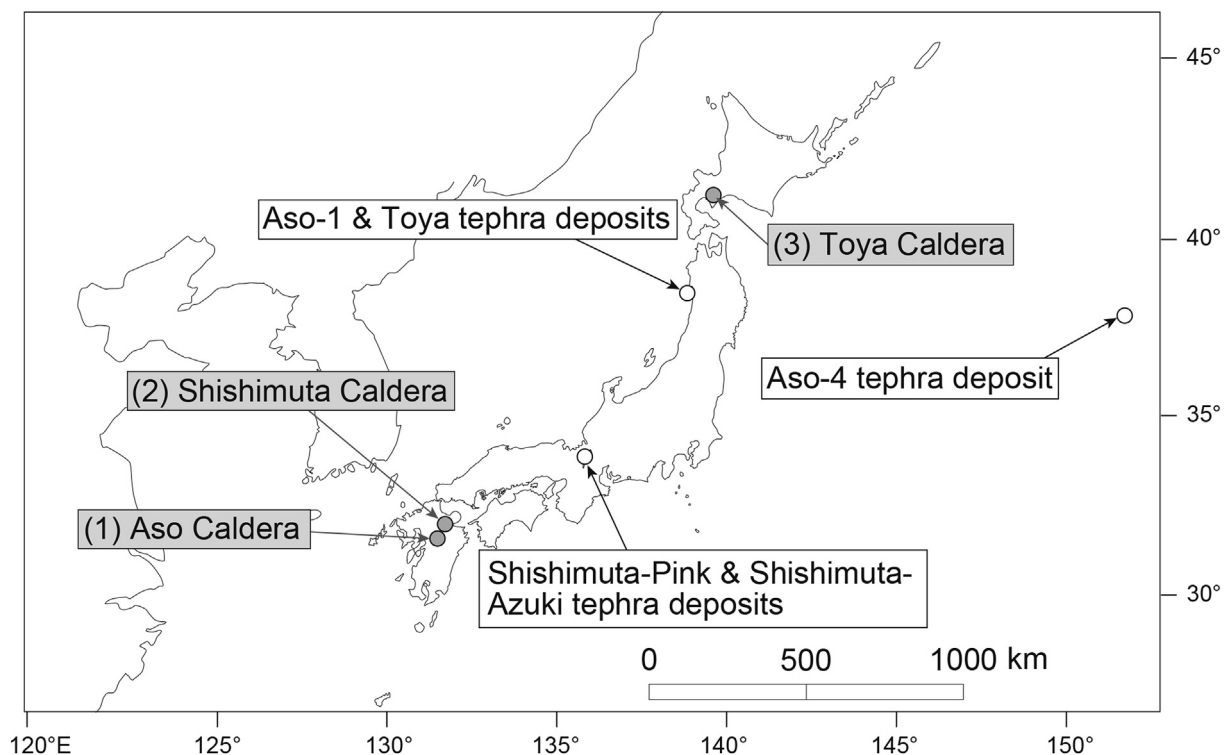 45°
Aso-1 & Toya tephra deposits
40°
(3) Toya Caldera
Aso-4 tephra deposit
(2) Shishimuta Caldera
35°
(1) Aso Caldera
Shishimuta-Pink & Shishimuta-
Azuki tephra deposits
30°
0 500 1000 km
120°E 125° 130° 135° 140° 145° 150°